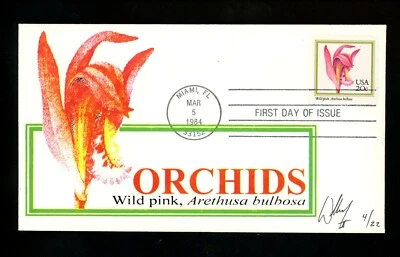 MIAMI, FL
MAR
5
1984
33152
FIRST DAY OF ISSUE
USA
20c
Wild pink Arethusa bulbosa
ORCHIDS
Wild pink, Arethusa bulbosa
4/22